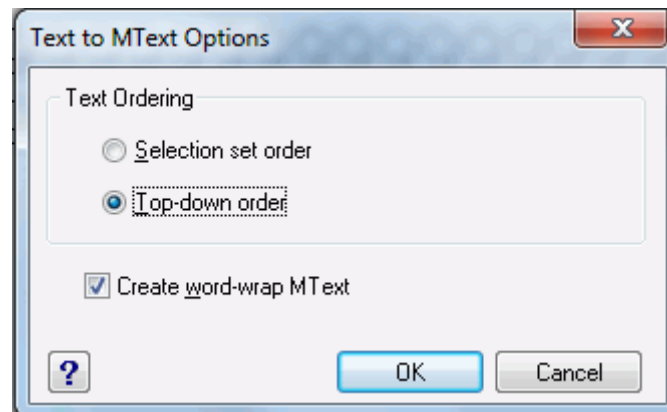 Text to MText Options
Text Ordering
Selection set order
Top-down order
Create word-wrap MText
?
OK
Cancel